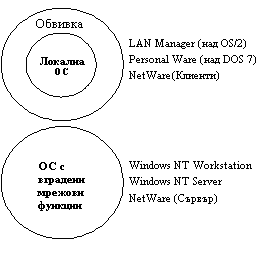 Обвивка
Локална
ОС
LAN Manager (над OS/2)
Personal Ware (над DOS 7)
NetWare(Клиенти)
ОС с
вградени
мрежови
функции
Windows NT Workstation
Windows NT Server
NetWare (Сървър)